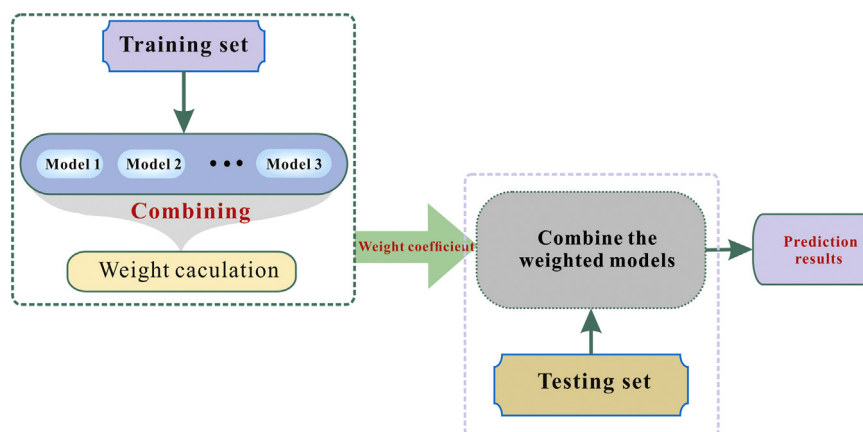 Training set
Model 1 Model 2 ••• Model 3
Combining
Weight caculation
Weight coefficient
Combine the
weighted models
Prediction
results
Testing set